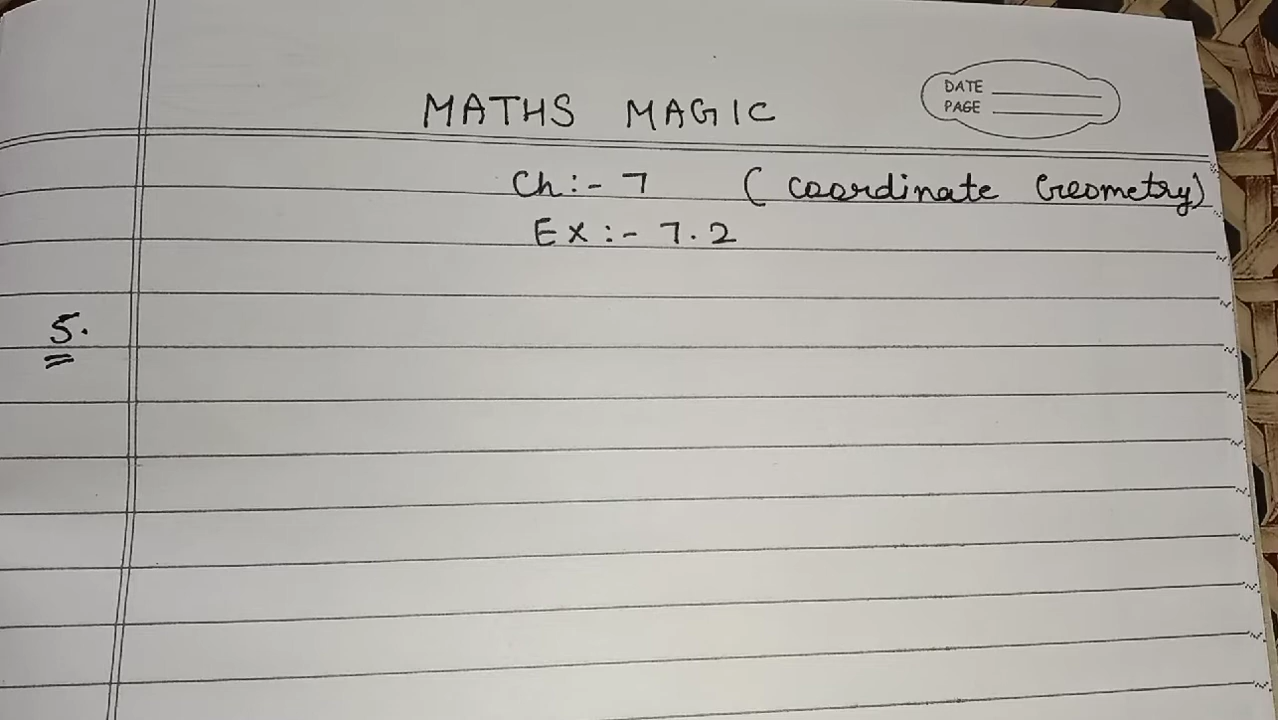 MATHS MAGIC
DATE
PAGE
Ch:- 7 (Coordinate Geometry)
Ex:- 7.2
5.